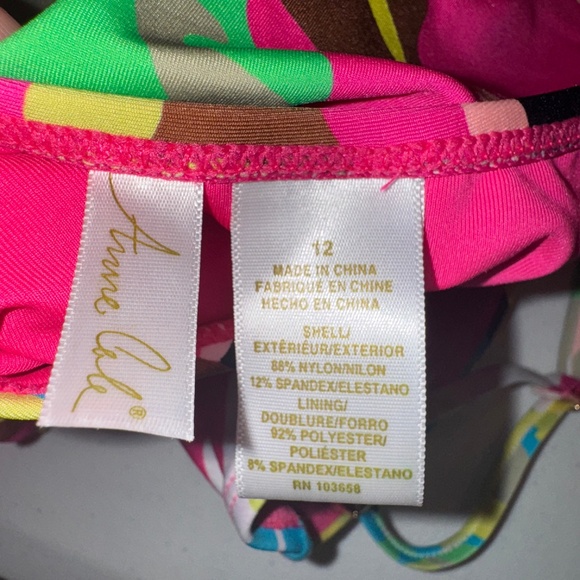 Anne Cole®
12
MADE IN CHINA
FABRIQUÉ EN CHINE
HECHO EN CHINA
SHELL/
EXTÉRIEUR/EXTERIOR
88% NYLON/NILON
12% SPANDEX/ELESTANO
LINING/
DOUBLURE/FORRO
92% POLYESTER/
POLIÉSTER
8% SPANDEX/ELESTANO
RN 103658